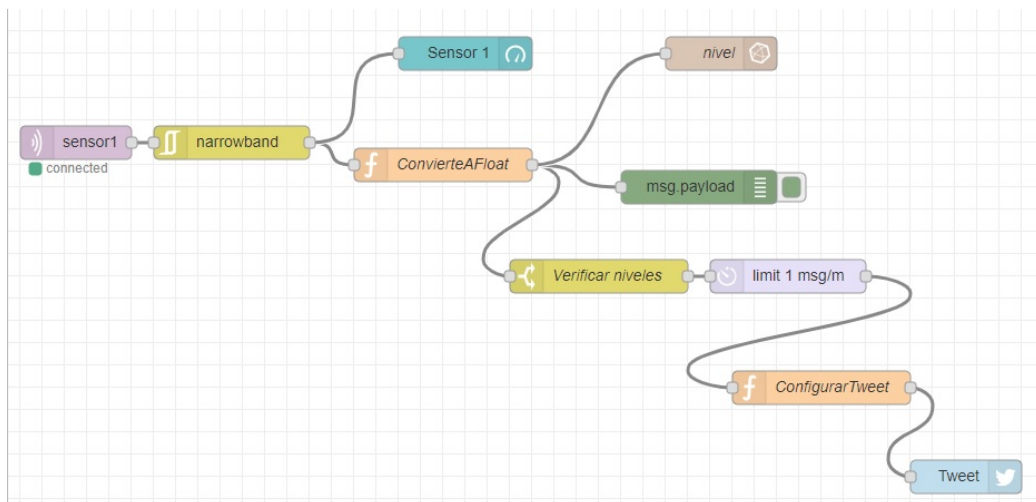 Sensor 1
nivel
sensor1
narrowband
connected
ConvierteAFloat
msg.payload
Verificar niveles
limit 1 msg/m
ConfigurarTweet
Tweet